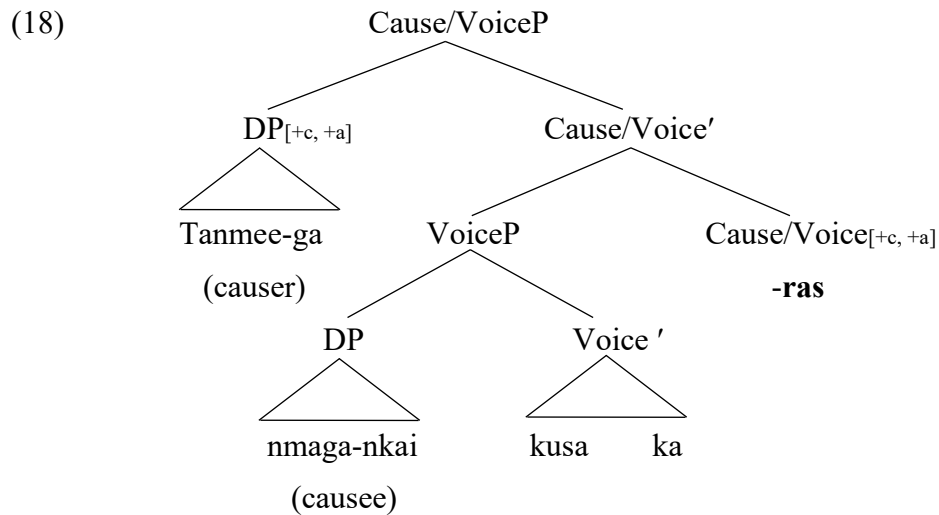 (18) Cause/VoiceP
DP[+c, +a] Cause/Voice′
Tanmee-ga VoiceP Cause/Voice[+c, +a]
(causer) -ras
DP Voice ′
nmaga-nkai kusa ka
(causee)